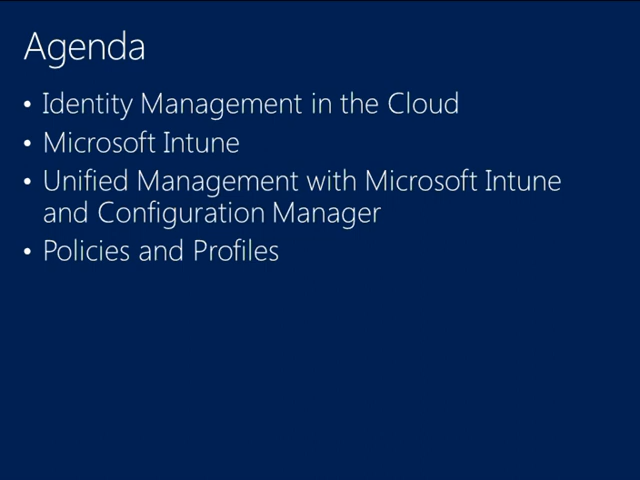 Agenda
• Identity Management in the Cloud
• Microsoft Intune
• Unified Management with Microsoft Intune
and Configuration Manager
• Policies and Profiles